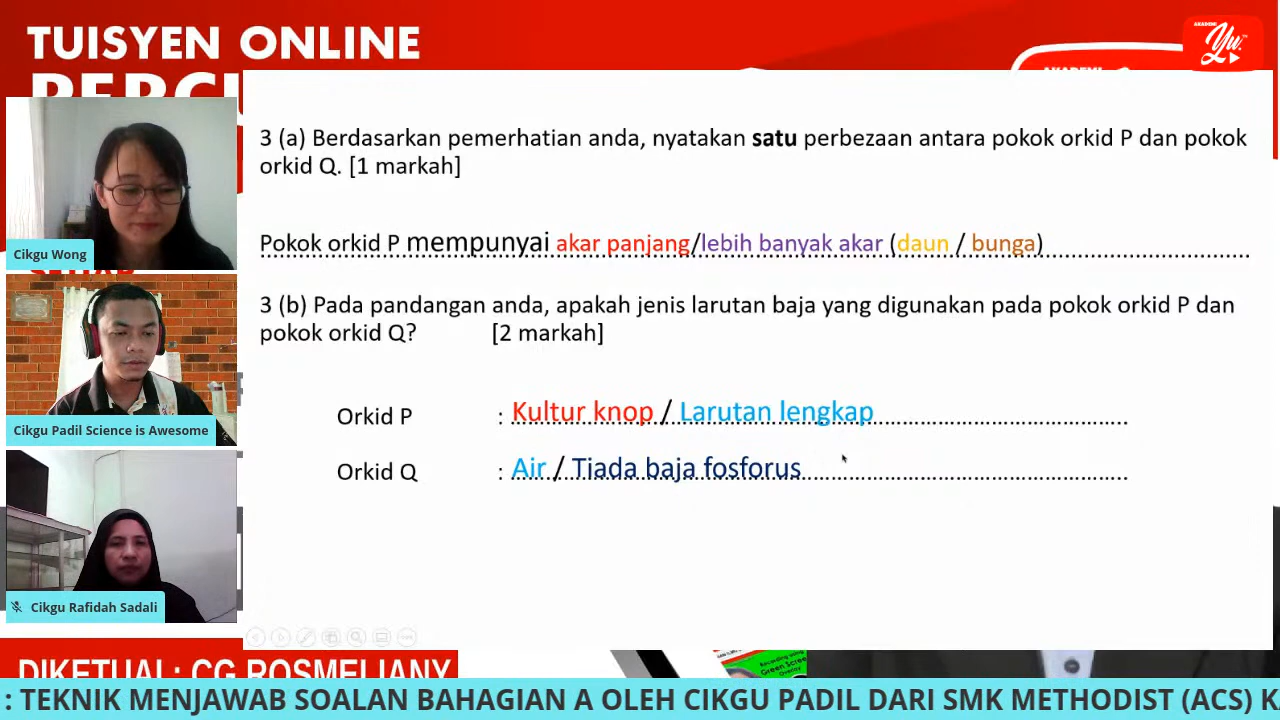 TUISYEN ONLINE
AKADEMI
Yu
3 (a) Berdasarkan pemerhatian anda, nyatakan satu perbezaan antara pokok orkid P dan pokok
orkid Q. [1 markah]
Pokok orkid P mempunyai akar panjang/lebih banyak akar (daun / bunga)
3 (b) Pada pandangan anda, apakah jenis larutan baja yang digunakan pada pokok orkid P dan
pokok orkid Q? [2 markah]
Orkid P : Kultur knop / Larutan lengkap
Orkid Q : Air / Tiada baja fosforus
Cikgu Wong
Cikgu Padil Science is Awesome
Cikgu Rafidah Sadali
DIKETUAI : CG ROSMELIANY
Green Screen
: TEKNIK MENJAWAB SOALAN BAHAGIAN A OLEH CIKGU PADIL DARI SMK METHODIST (ACS)